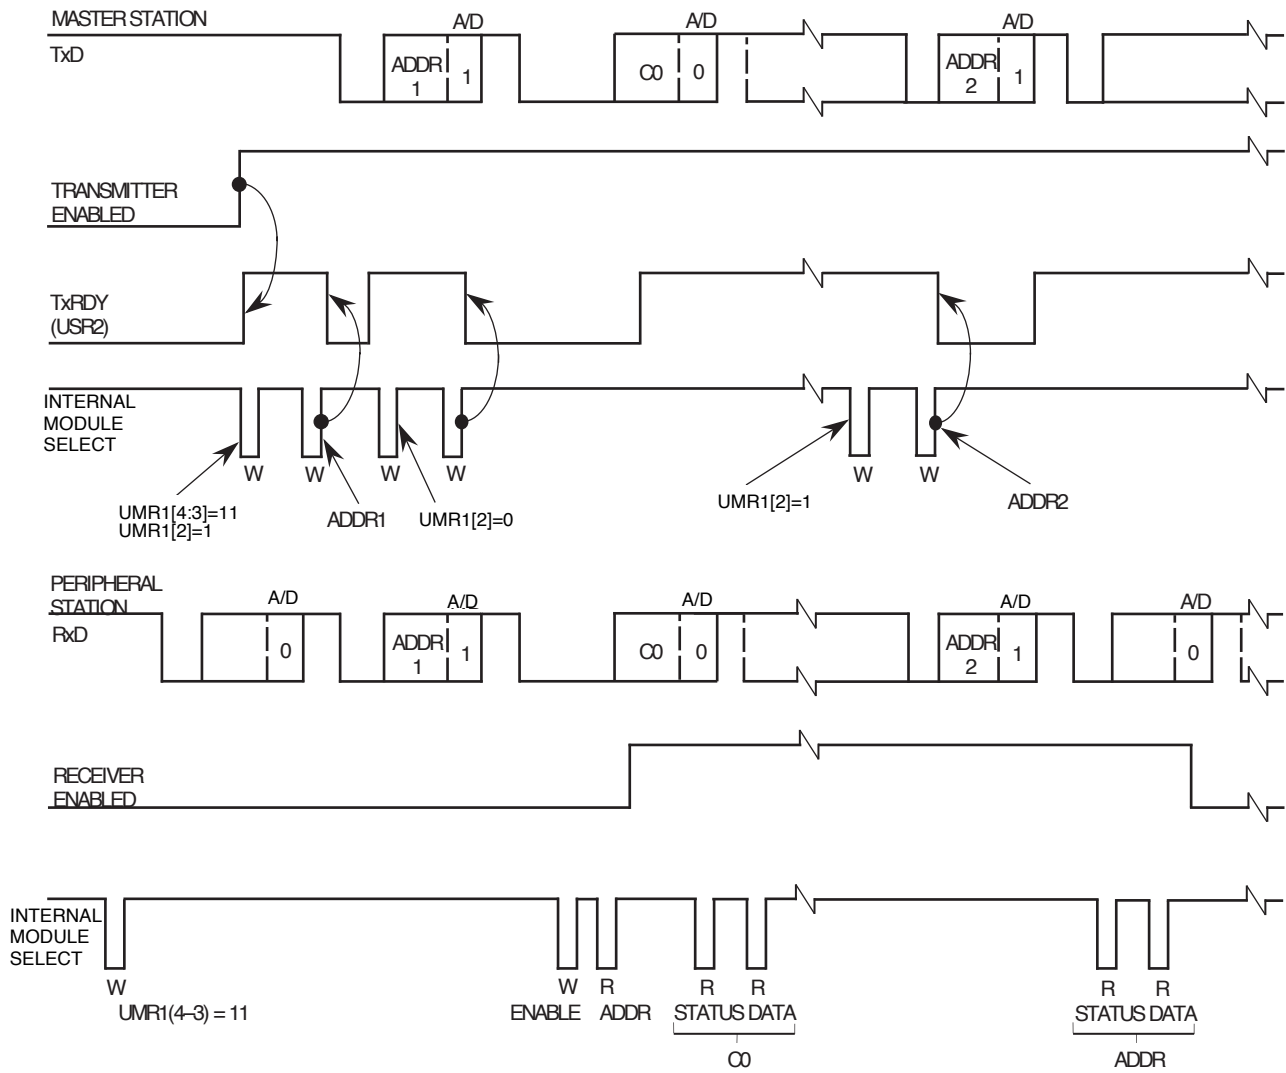 MASTER STATION
A/D A/D A/D
TxD
ADDR 1 C0 0 ADDR 1
1 2
TRANSMITTER
ENABLED
TxRDY
(USR2)
INTERNAL
MODULE
SELECT
W W W W W W
UMR1[4:3]=11
UMR1[2]=1
ADDR1
UMR1[2]=0
UMR1[2]=1
ADDR2
PERIPHERAL
STATION
A/D A/D A/D A/D A/D
RxD
0 ADDR 1 C0 0 ADDR 1 0
1 2
RECEIVER
ENABLED
INTERNAL
MODULE
SELECT
W W R R R R R
UMR1(4–3) = 11 ENABLE ADDR STATUS DATA STATUS DATA
C0 ADDR